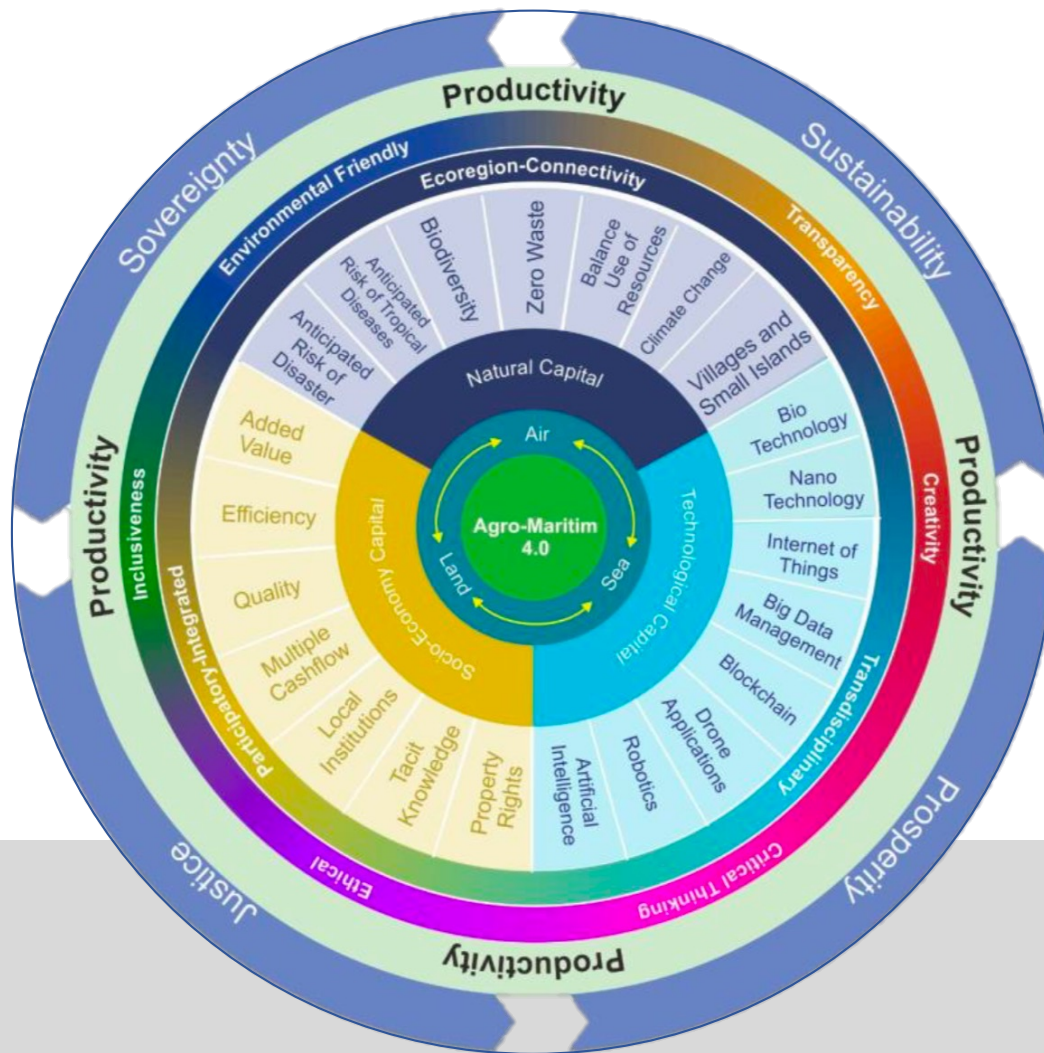 Productivity
Sovereignty
Sustainability
Environmental Friendly
Transparency
Ecoregion-Connectivity
Anticipated
Risk of
Disaster
Anticipated
Risk of Tropical
Diseases
Biodiversity
Zero Waste
Balance
Use of
Resources
Climate Change
Villages and
Small Islands
Natural Capital
Air
Agro-Maritim
4.0
Land
Sea
Socio-Economy Capital
Technological Capital
Added
Value
Efficiency
Quality
Multiple
Cashflow
Local
Institutions
Tacit
Knowledge
Property
Rights
Bio
Technology
Nano
Technology
Internet of
Things
Big Data
Management
Blockchain
Drone
Applications
Robotics
Artificial
Intelligence
Productivity
Inclusiveness
Participatory-Integrated
Creativity
Productivity
Transdisciplinary
Ethical
Critical Thinking
Justice
Prosperity
Productivity